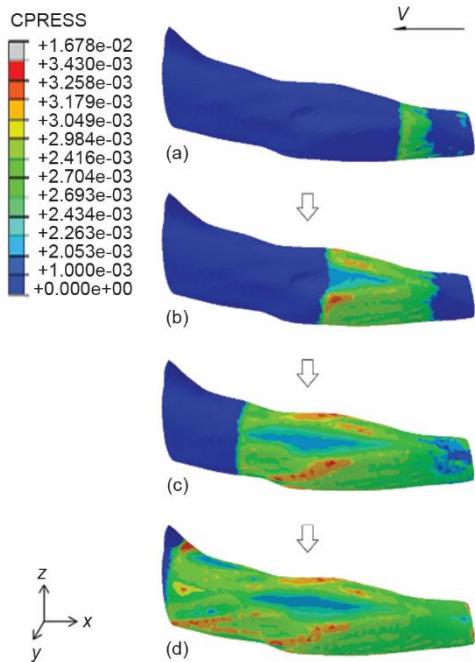 CPRESS
+1.678e-02
+3.430e-03
+3.258e-03
+3.179e-03
+3.049e-03
+2.984e-03
+2.416e-03
+2.704e-03
+2.693e-03
+2.434e-03
+2.263e-03
+2.053e-03
+1.000e-03
+0.000e+00
V
(a)
(b)
(c)
(d)
z
x
y